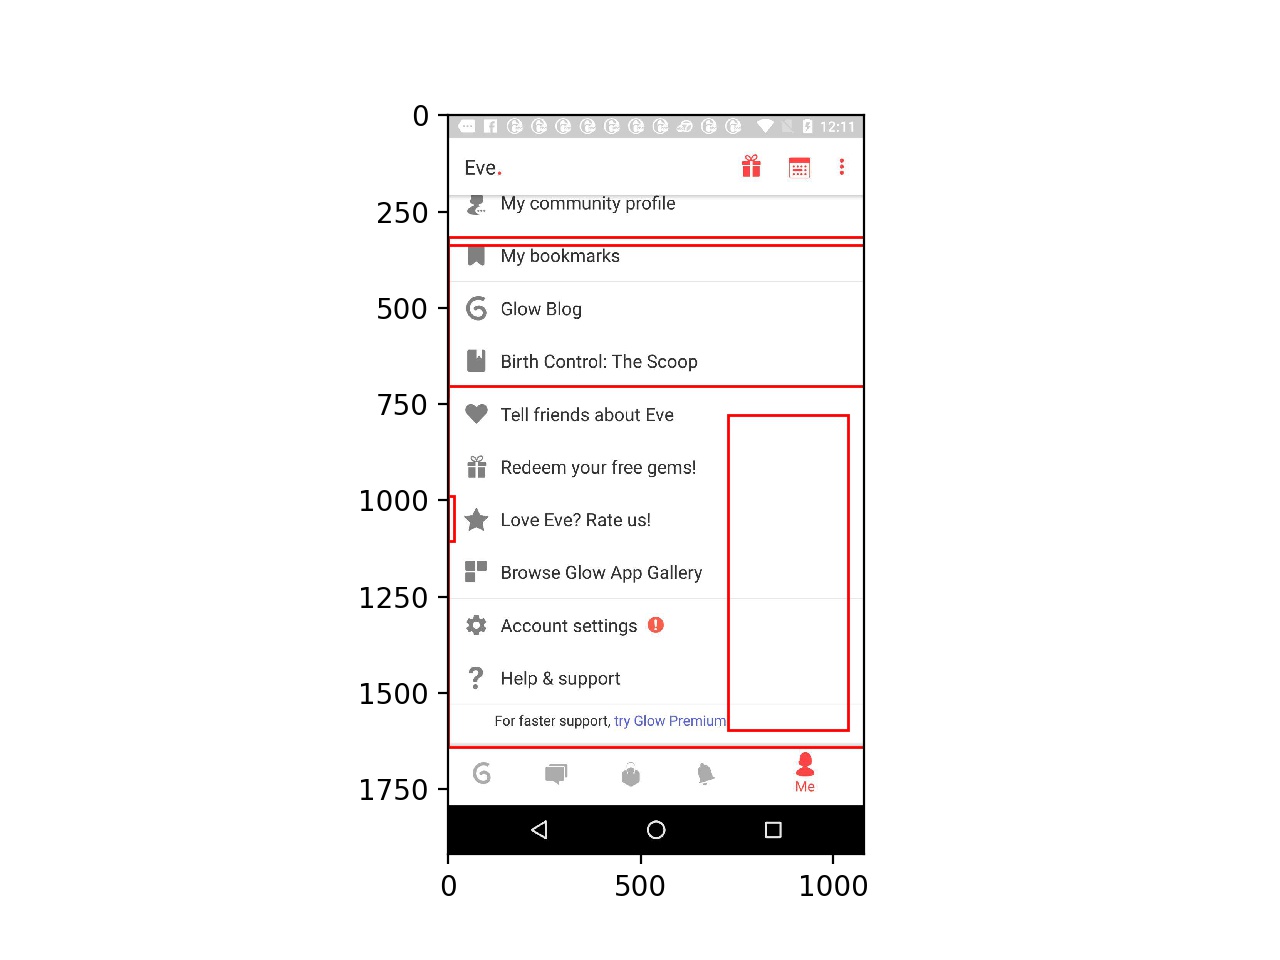 0
250
500
750
1000
1250
1500
1750
12:11
Eve.
My community profile
My bookmarks
Glow Blog
Birth Control: The Scoop
Tell friends about Eve
Redeem your free gems!
Love Eve? Rate us!
Browse Glow App Gallery
Account settings
Help & support
For faster support, try Glow Premium
Me
0
500
1000